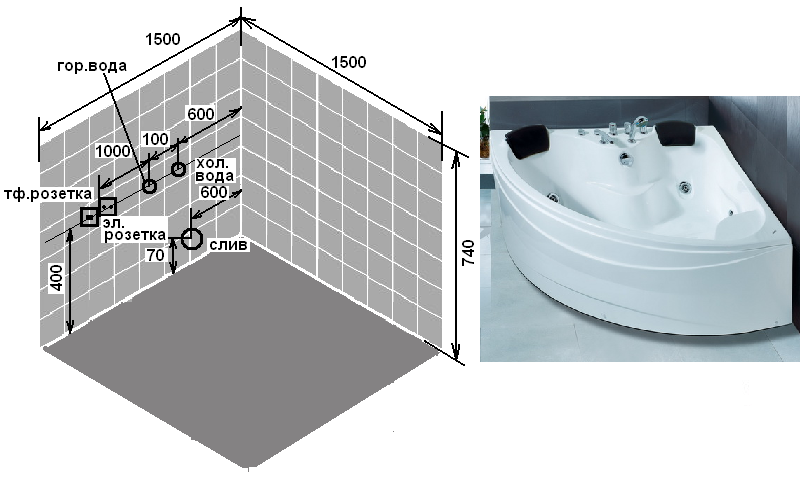 1500
1500
гор.вода
600
100
1000
хол.
вода
тф.розетка
600
эл.
розетка
слив
70
400
740